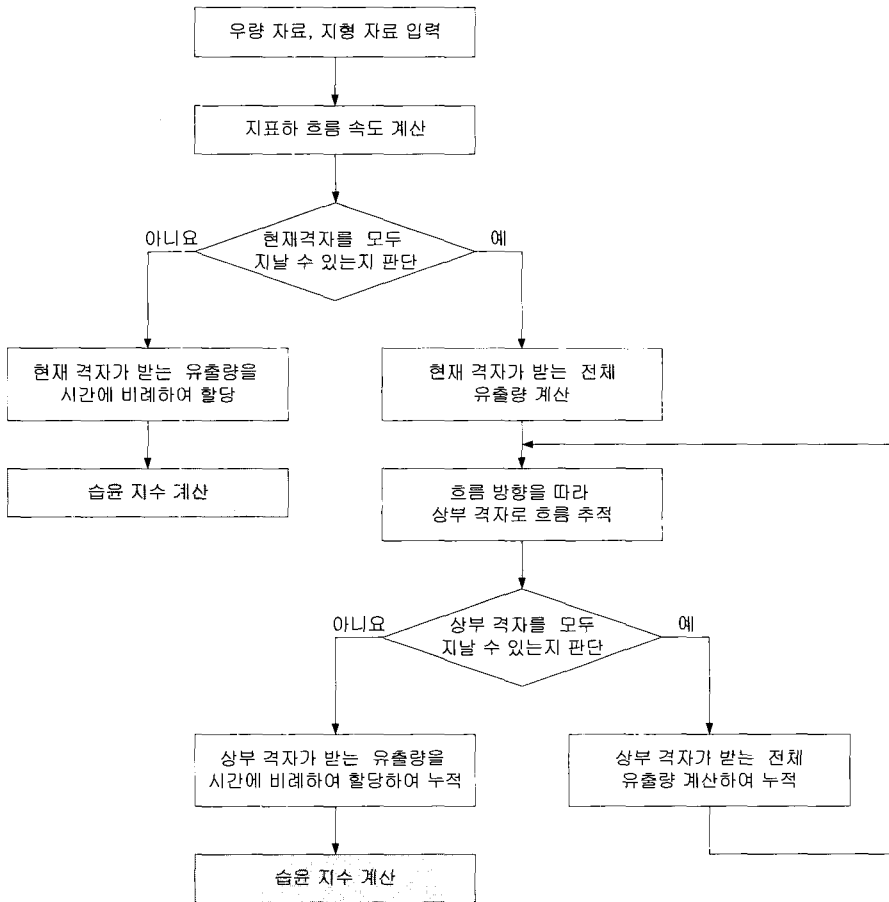 우량 자료, 지형 자료 입력
지표하 흐름 속도 계산
현재격자를 모두
지날 수 있는지 판단
아니요
예
현재 격자가 받는 유출량을
시간에 비례하여 할당
현재 격자가 받는 전체
유출량 계산
습윤 지수 계산
흐름 방향을 따라
상부 격자로 흐름 추적
상부 격자를 모두
지날 수 있는지 판단
아니요
예
상부 격자가 받는 유출량을
시간에 비례하여 할당하여 누적
상부 격자가 받는 전체
유출량 계산하여 누적
습윤 지수 계산